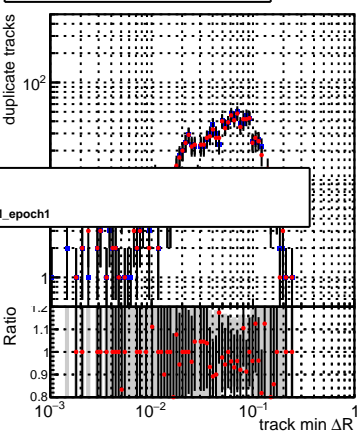 duplicate tracks
10²
l_epoch1
1
Ratio
1.2
1.1
1
0.9
0.8
10⁻³
10⁻²
10⁻¹
1
track min ΔR